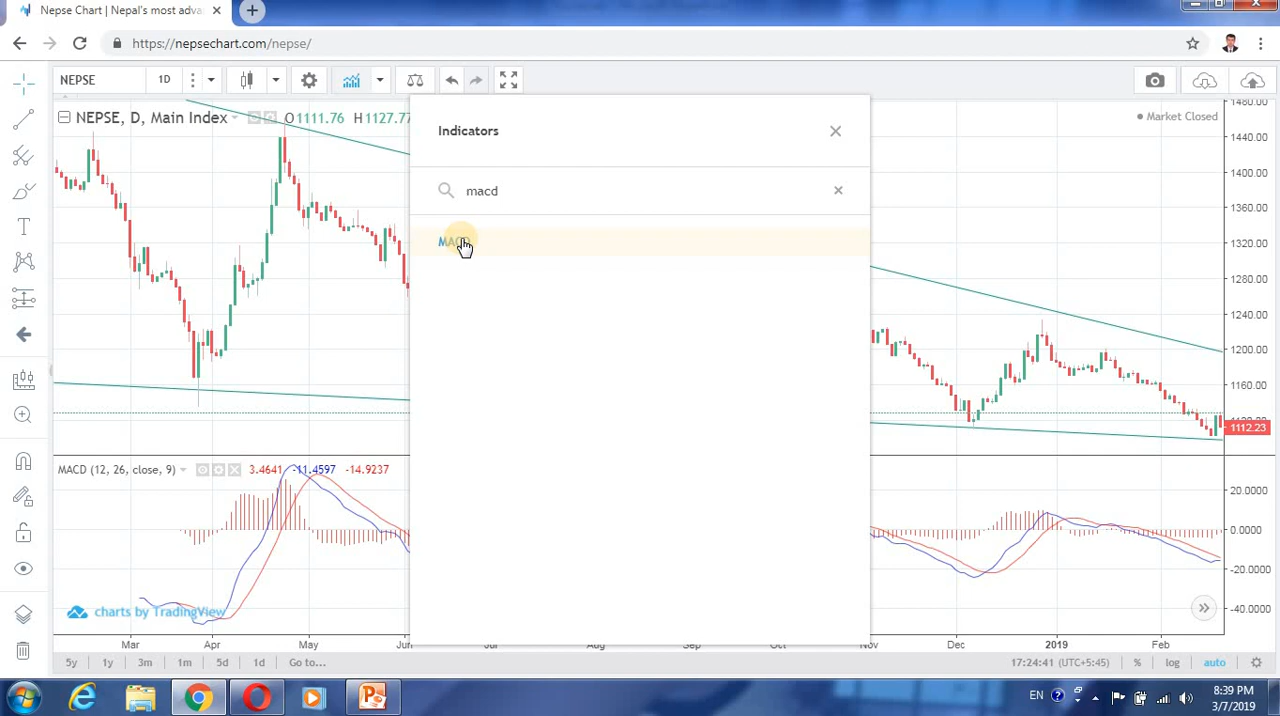 Nepse Chart | Nepal's most adva
https://nepsechart.com/nepse/
NEPSE
1D
NEPSE, D, Main Index
O1111.76 H1127.77
Market Closed
Indicators
macd
MACD
1480.00
1440.00
1400.00
1360.00
1320.00
1280.00
1240.00
1200.00
1160.00
1112.23
MACD (12, 26, close, 9)
3.4641 -11.4597 -14.9237
20.0000
0.0000
-20.0000
-40.0000
charts by TradingView
Mar Apr May Jun Jul Aug Sep Oct Nov Dec 2019 Feb
5y 1y 3m 1m 5d 1d Go to...
17:24:41 (UTC+5:45) % log auto
EN
8:39 PM
3/7/2019